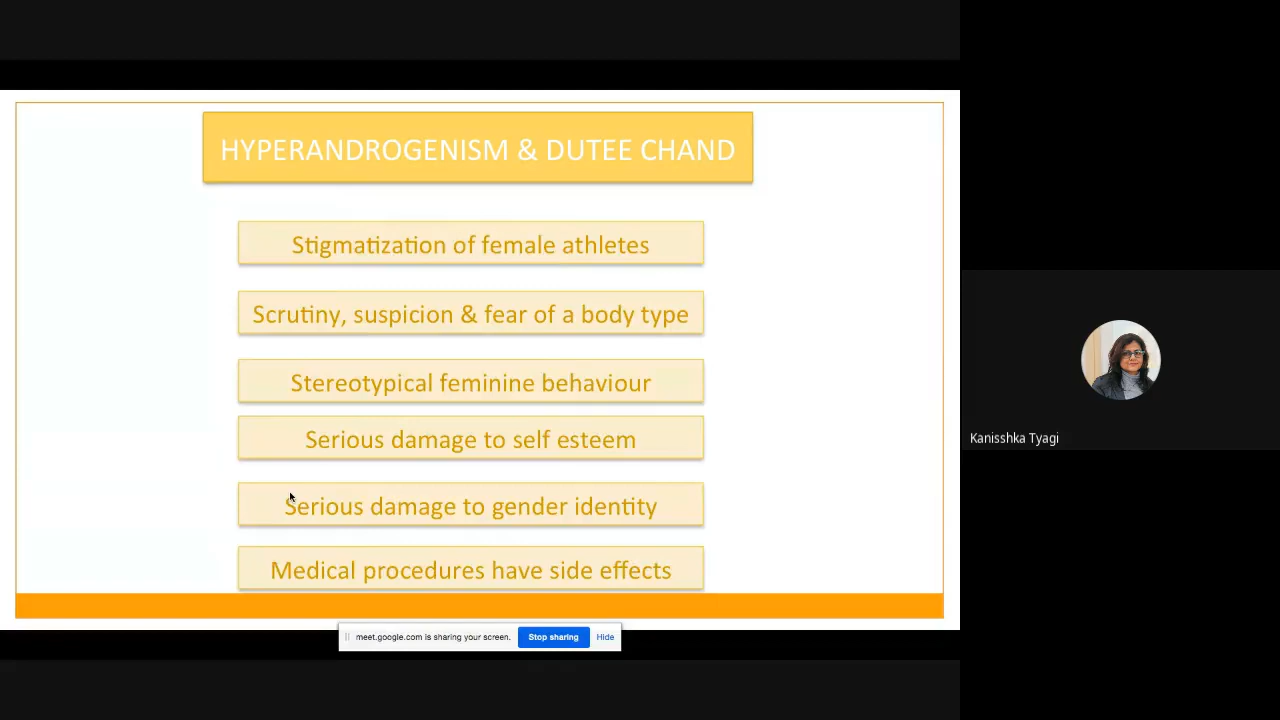 HYPERANDROGENISM & DUTEE CHAND
Stigmatization of female athletes
Scrutiny, suspicion & fear of a body type
Stereotypical feminine behaviour
Serious damage to self esteem
Serious damage to gender identity
Medical procedures have side effects
meet.google.com is sharing your screen. Stop sharing Hide
Kanisshka Tyagi